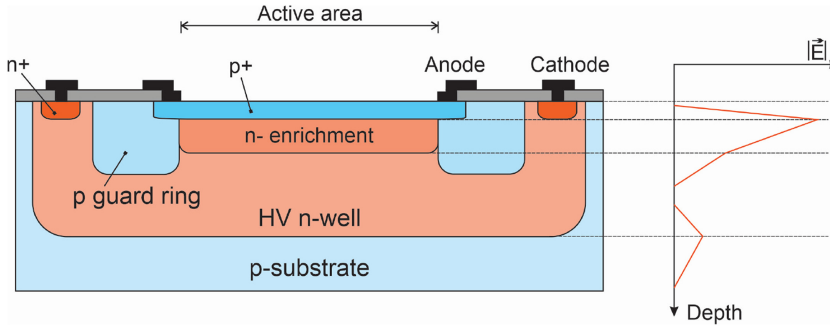 Active area
n+
p+
Anode
Cathode
|E⃗|
n- enrichment
p guard ring
HV n-well
p-substrate
Depth